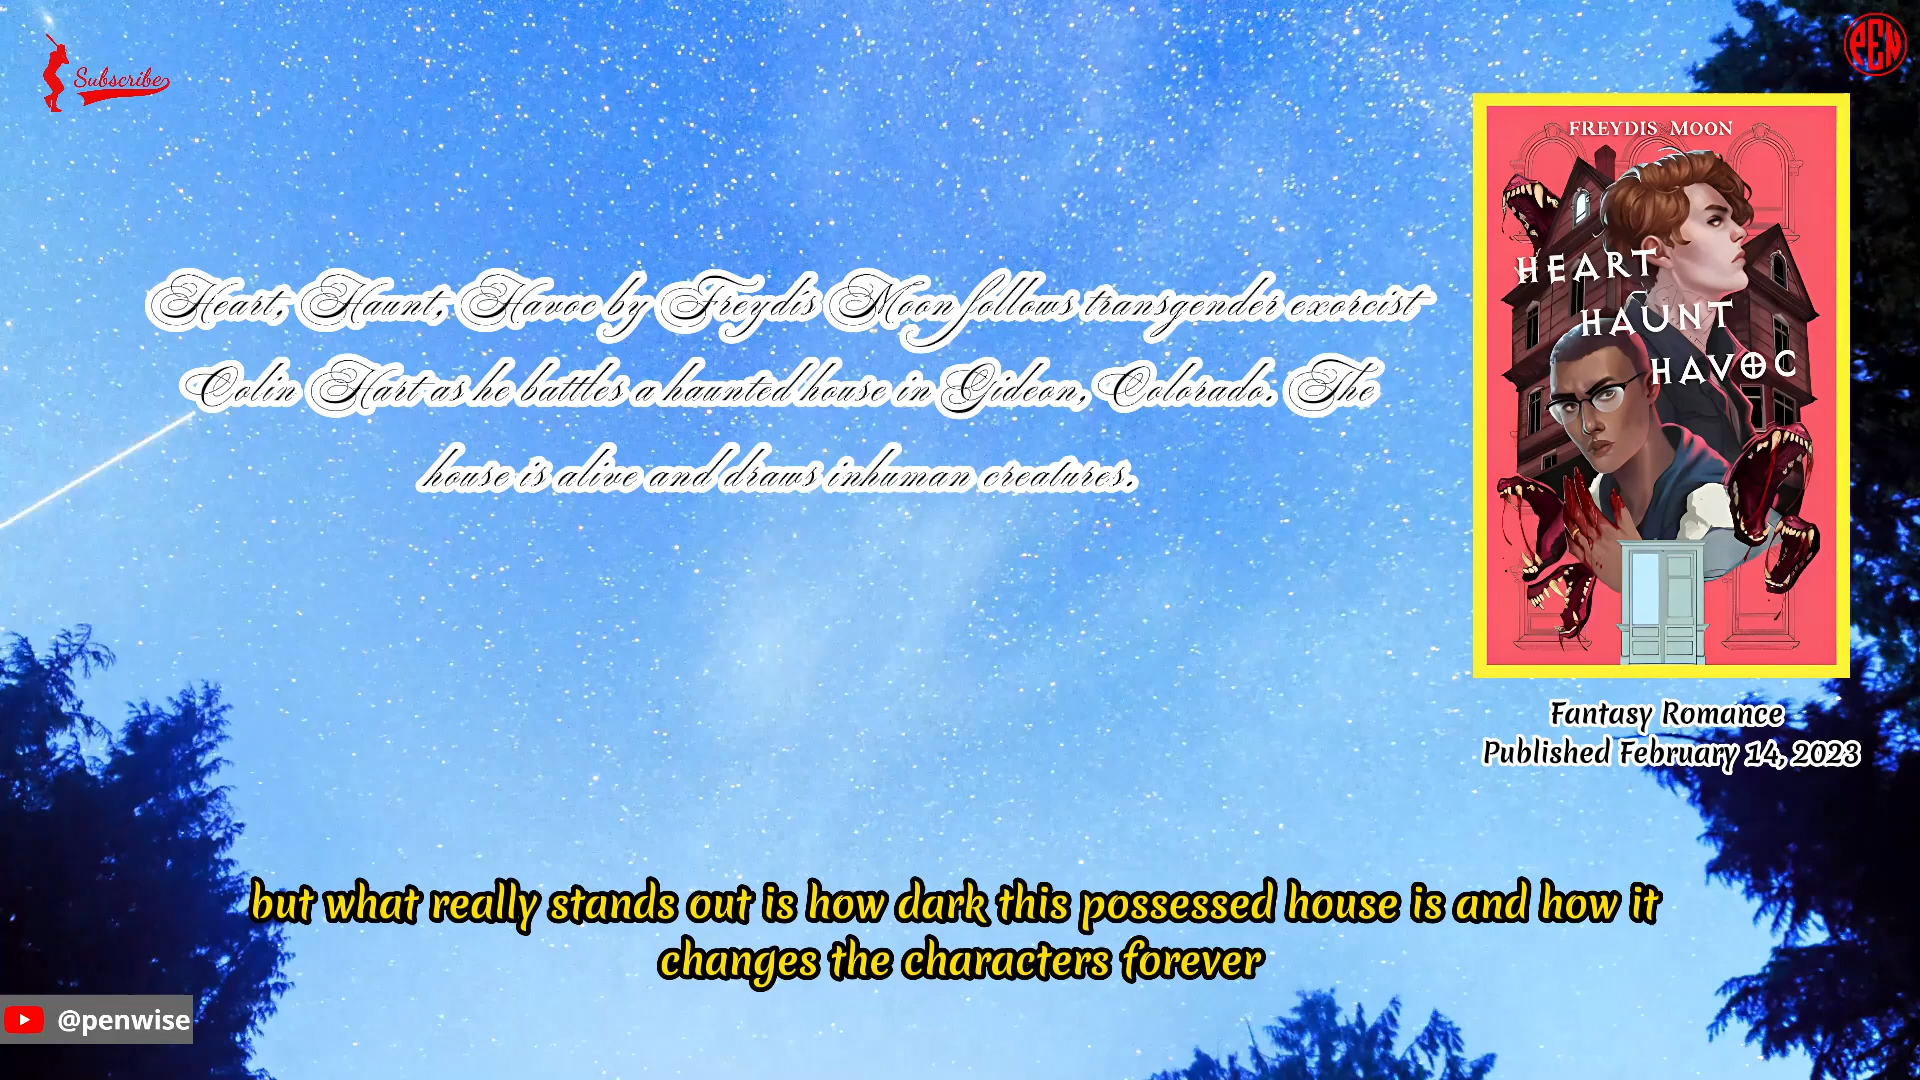 Subscribe
PEN
FREYDIS MOON
HEART
HAUNT
HAVOC
Heart, Haunt, Havoc by Freydis Moon follows transgender exorcist
Colin Hart as he battles a haunted house in Gideon, Colorado. The
house is alive and draws inhuman creatures.
Fantasy Romance
Published February 14, 2023
but what really stands out is how dark this possessed house is and how it
changes the characters forever
@penwise